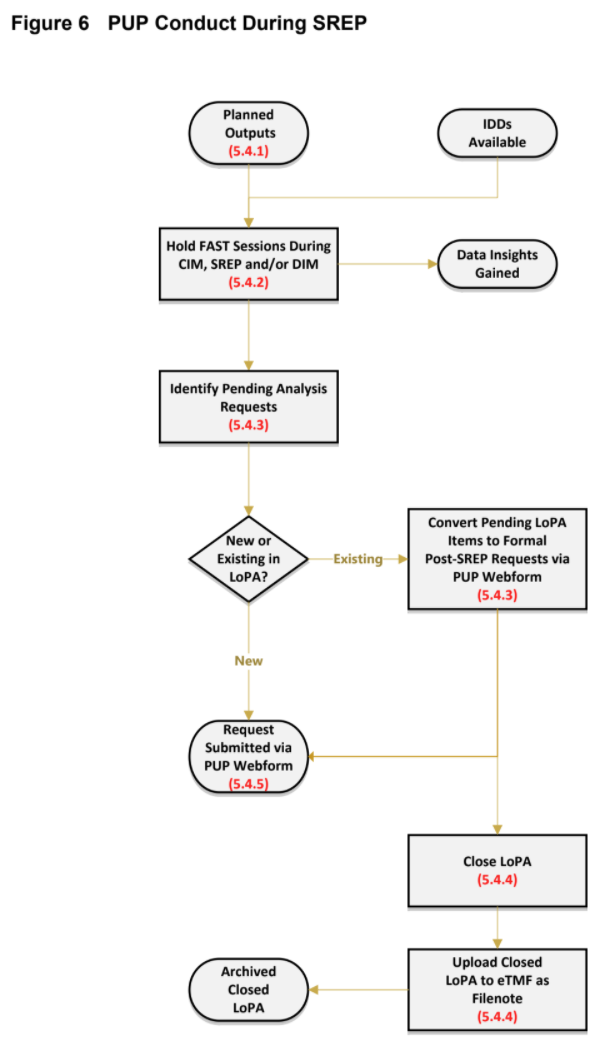 Figure 6 PUP Conduct During SREP
Planned
Outputs
(5.4.1)
IDDs
Available
Hold FAST Sessions During
CIM, SREP and/or DIM
(5.4.2)
Data Insights
Gained
Identify Pending Analysis
Requests
(5.4.3)
New or
Existing in
LoPA?
Existing
Convert Pending LoPA
Items to Formal
Post-SREP Requests via
PUP Webform
(5.4.3)
New
Request
Submitted via
PUP Webform
(5.4.5)
Close LoPA
(5.4.4)
Upload Closed
LoPA to eTMF as
Filenote
(5.4.4)
Archived
Closed
LoPA